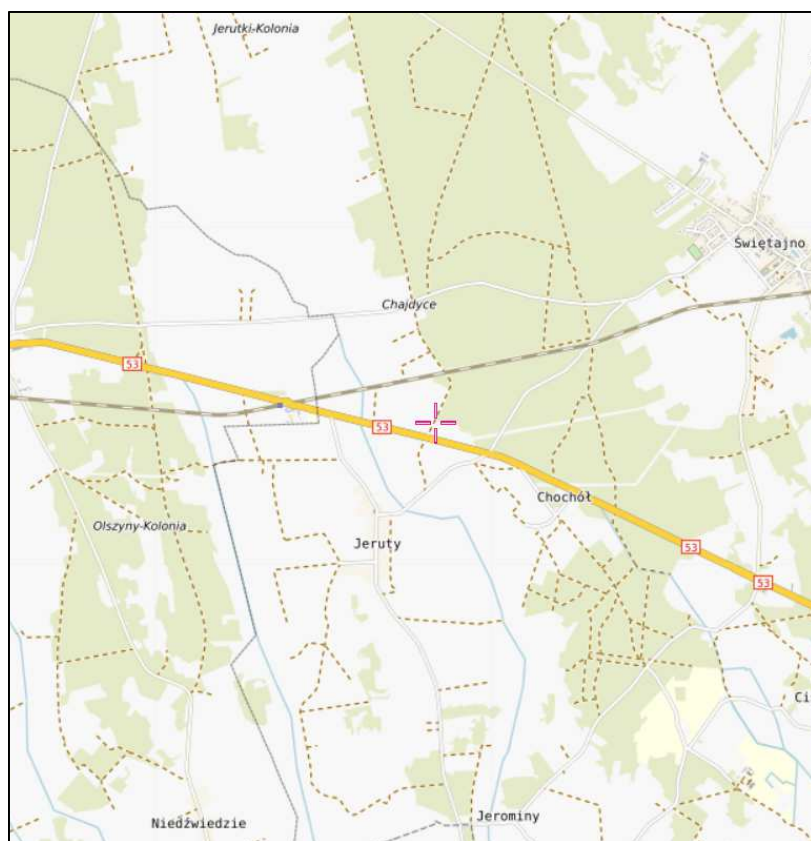 Jerutki-Kolonia
Świętajno
Chajdyce
53
53
Chochół
Olszyny-Kolonia
Jeruty
53
53
Ci
Niedźwiedzie
Jerominy